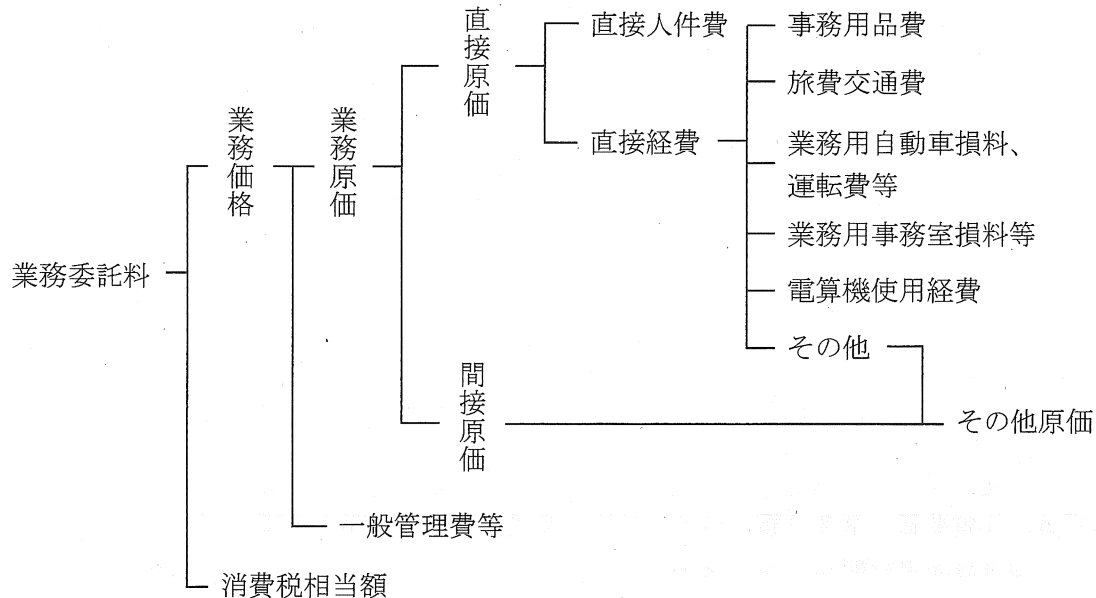 業務委託料
業務価格
業務原価
直接原価
直接人件費
直接経費
事務用品費
旅費交通費
業務用自動車損料、
運転費等
業務用事務室損料等
電算機使用経費
その他
間接原価
その他原価
一般管理費等
消費税相当額